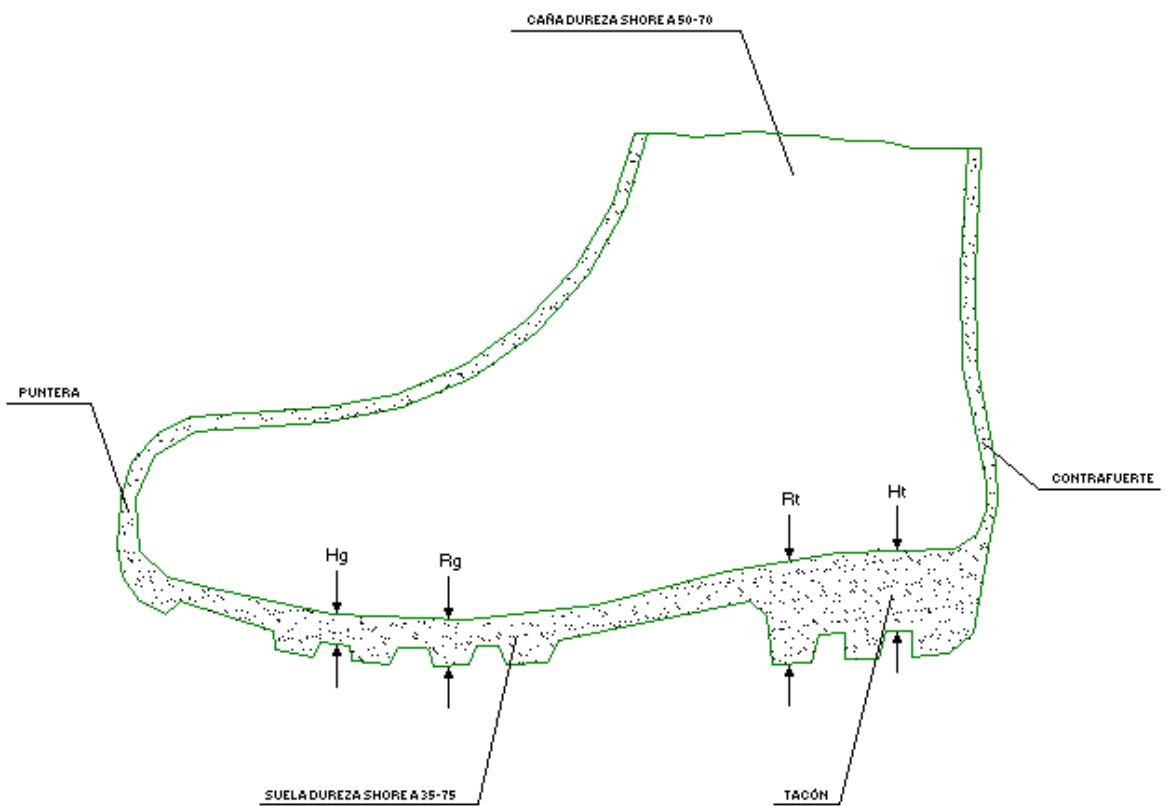 CAÑA DUREZA SHORE A 50-70
PUNTERA
CONTRAFUERTE
Rt
Ht
Hg
Rg
SUELA DUREZA SHORE A 35-75
TACÓN